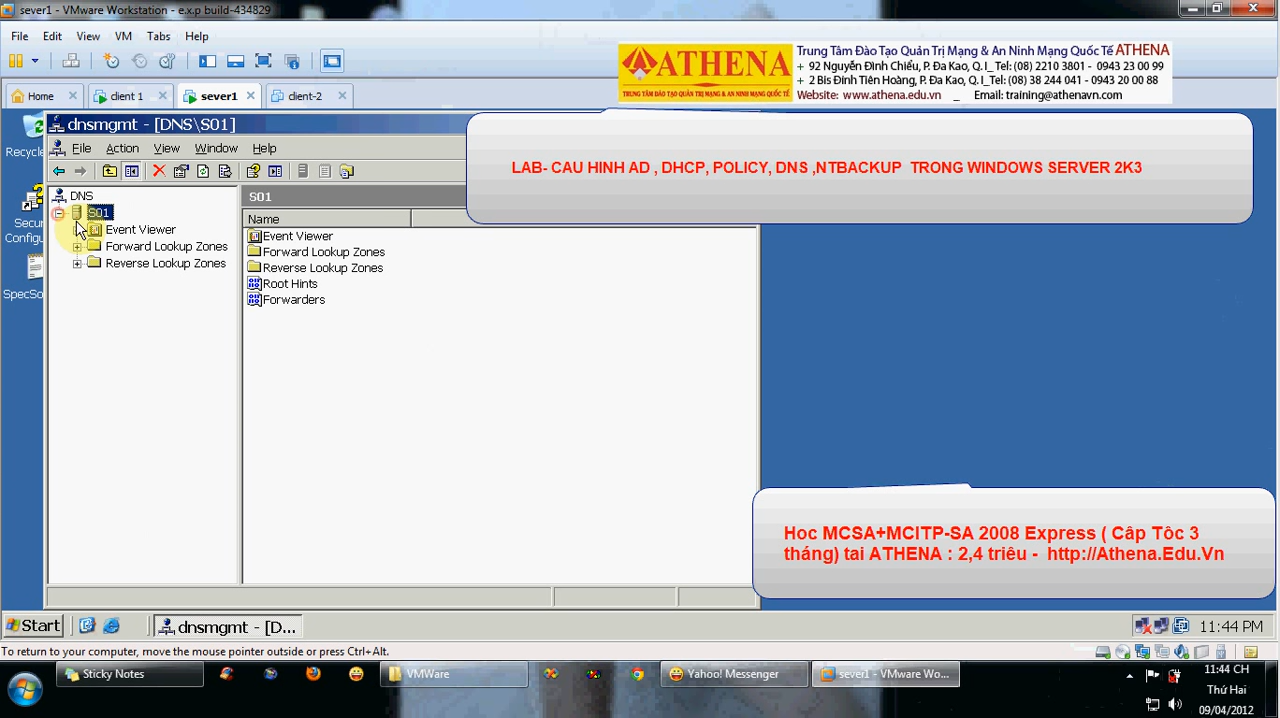 sever1 - VMware Workstation - e.x.p build-434829
File Edit View VM Tabs Help
Home client 1 sever1 client-2
ATHENA
TRUNG TÂM ĐÀO TẠO QUẢN TRỊ MẠNG & AN NINH MẠNG QUỐC TẾ
Trung Tâm Đào Tạo Quản Trị Mạng & An Ninh Mạng Quốc Tế ATHENA
+ 92 Nguyễn Đình Chiểu, P. Đa Kao, Q. I_ Tel: (08) 2210 3801 - 0943 23 00 99
+ 2 Bis Đinh Tiên Hoàng, P. Đa Kao, Q. I_ Tel: (08) 38 244 041 - 0943 20 00 88
Website: www.athena.edu.vn _ Email: training@athenavn.com
Recycle
Secur
Configu
SpecSo
dnsmgmt - [DNS\S01]
File Action View Window Help
DNS
S01
Event Viewer
Forward Lookup Zones
Reverse Lookup Zones
S01
Name
Event Viewer
Forward Lookup Zones
Reverse Lookup Zones
Root Hints
Forwarders
LAB- CAU HINH AD , DHCP, POLICY, DNS ,NTBACKUP TRONG WINDOWS SERVER 2K3
Hoc MCSA+MCITP-SA 2008 Express ( Câp Tôc 3
tháng) tai ATHENA : 2,4 triêu - http://Athena.Edu.Vn
Start dnsmgmt - [D... 11:44 PM
To return to your computer, move the mouse pointer outside or press Ctrl+Alt.
Sticky Notes VMWare Yahoo! Messenger sever1 - VMware Wo...
11:44 CH
Thứ Hai
09/04/2012